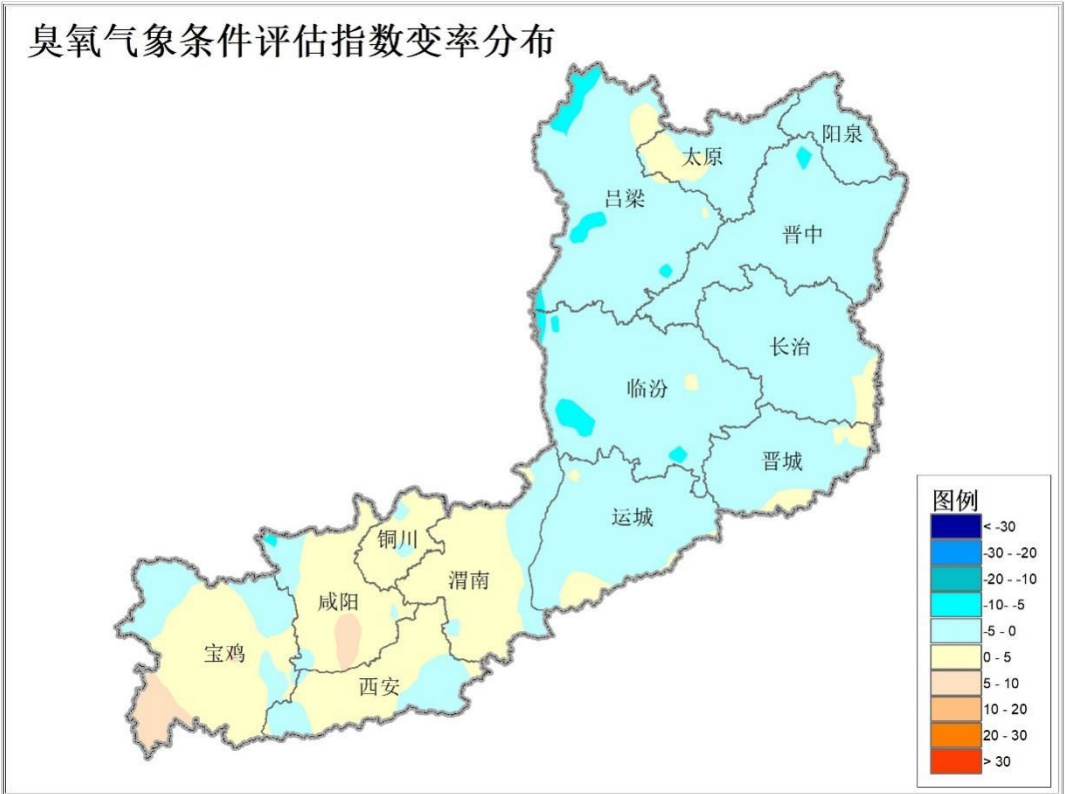 臭氧气象条件评估指数变率分布
阳泉
太原
吕梁
晋中
长治
临汾
晋城
运城
铜川
渭南
咸阳
宝鸡
西安
图例
< -30
-30 - -20
-20 - -10
-10- -5
-5 - 0
0 - 5
5 - 10
10 - 20
20 - 30
> 30